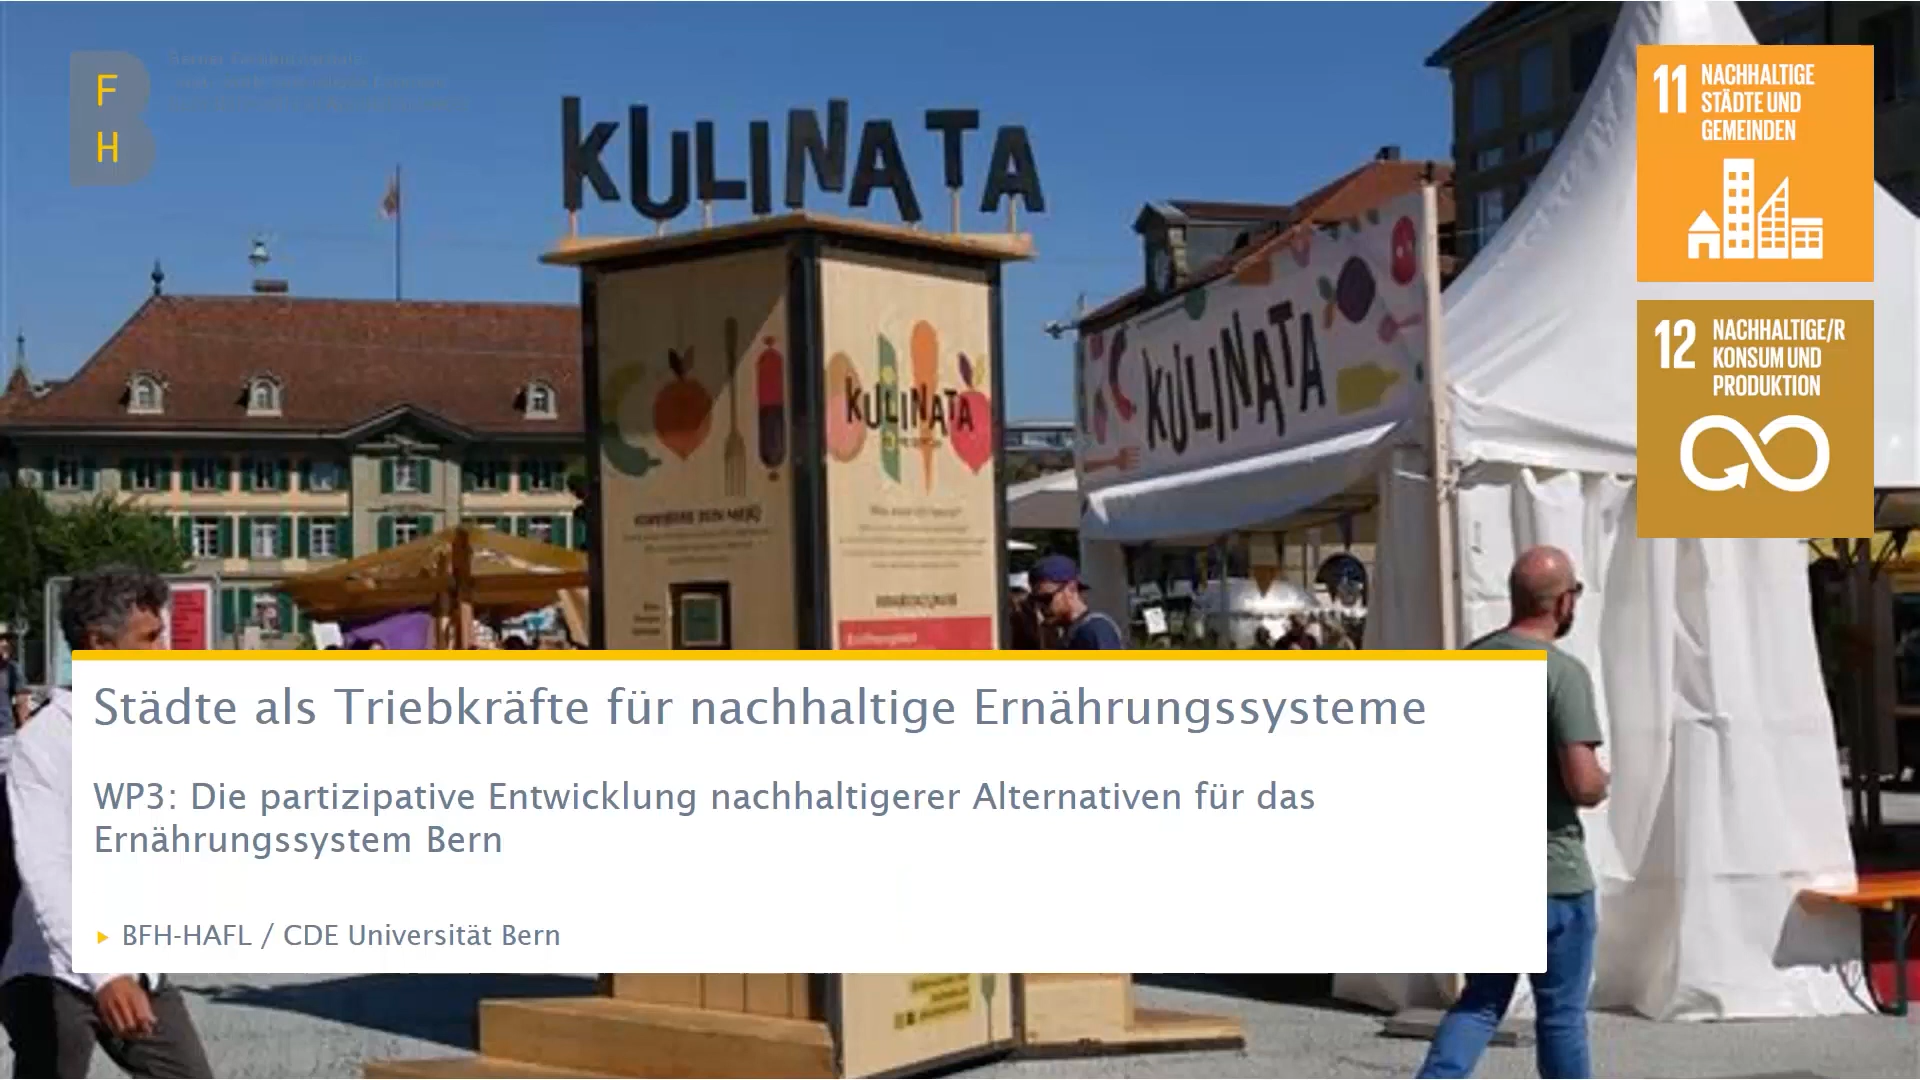 F
H
KULINATA
KULINATA
KULINATA
11 NACHHALTIGE
STÄDTE UND
GEMEINDEN
12 NACHHALTIGE/R
KONSUM UND
PRODUKTION
Städte als Triebkräfte für nachhaltige Ernährungssysteme
WP3: Die partizipative Entwicklung nachhaltigerer Alternativen für das
Ernährungssystem Bern
BFH-HAFL / CDE Universität Bern